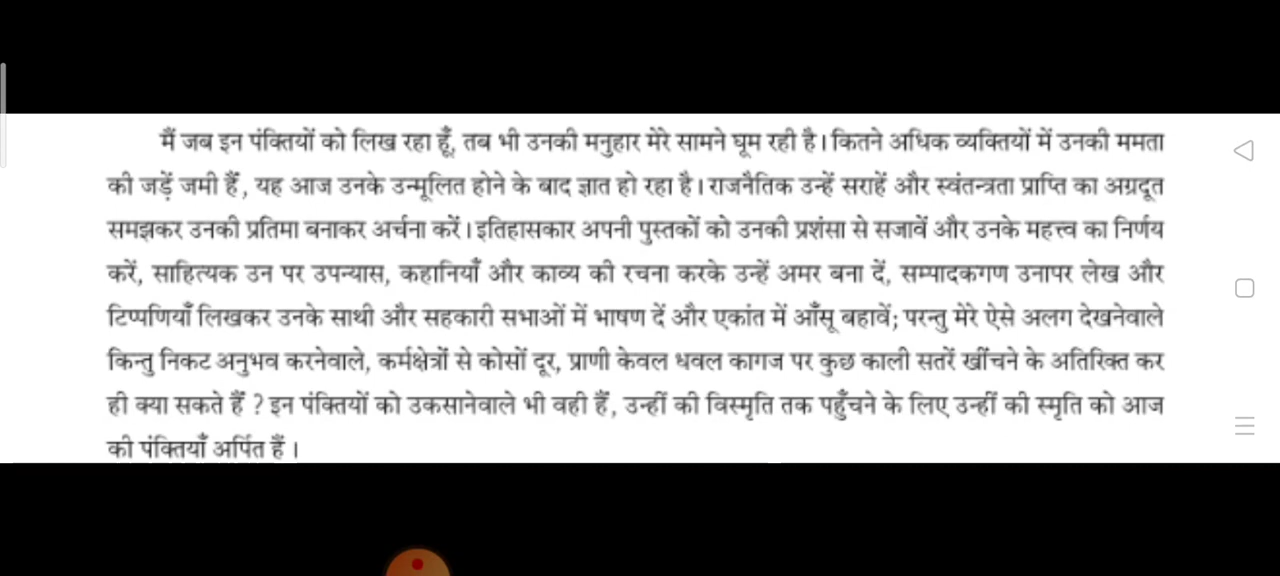 मैं जब इन पंक्तियों को लिख रहा हूँ, तब भी उनकी मनुहार मेरे सामने घूम रही है। कितने अधिक व्यक्तियों में उनकी ममता
की जड़ें जमी हैं, यह आज उनके उन्मूलित होने के बाद ज्ञात हो रहा है। राजनैतिक उन्हें सराहें और स्वंतन्त्रता प्राप्ति का अग्रदूत
समझकर उनकी प्रतिमा बनाकर अर्चना करें। इतिहासकार अपनी पुस्तकों को उनकी प्रशंसा से सजावें और उनके महत्त्व का निर्णय
करें, साहित्यक उन पर उपन्यास, कहानियाँ और काव्य की रचना करके उन्हें अमर बना दें, सम्पादकगण उनापर लेख और
टिप्पणियाँ लिखकर उनके साथी और सहकारी सभाओं में भाषण दें और एकांत में आँसू बहावें; परन्तु मेरे ऐसे अलग देखनेवाले
किन्तु निकट अनुभव करनेवाले, कर्मक्षेत्रों से कोसों दूर, प्राणी केवल धवल कागज पर कुछ काली सतरें खींचने के अतिरिक्त कर
ही क्या सकते हैं ? इन पंक्तियों को उकसानेवाले भी वही हैं, उन्हीं की विस्मृति तक पहुँचने के लिए उन्हीं की स्मृति को आज
की पंक्तियाँ अर्पित हैं ।